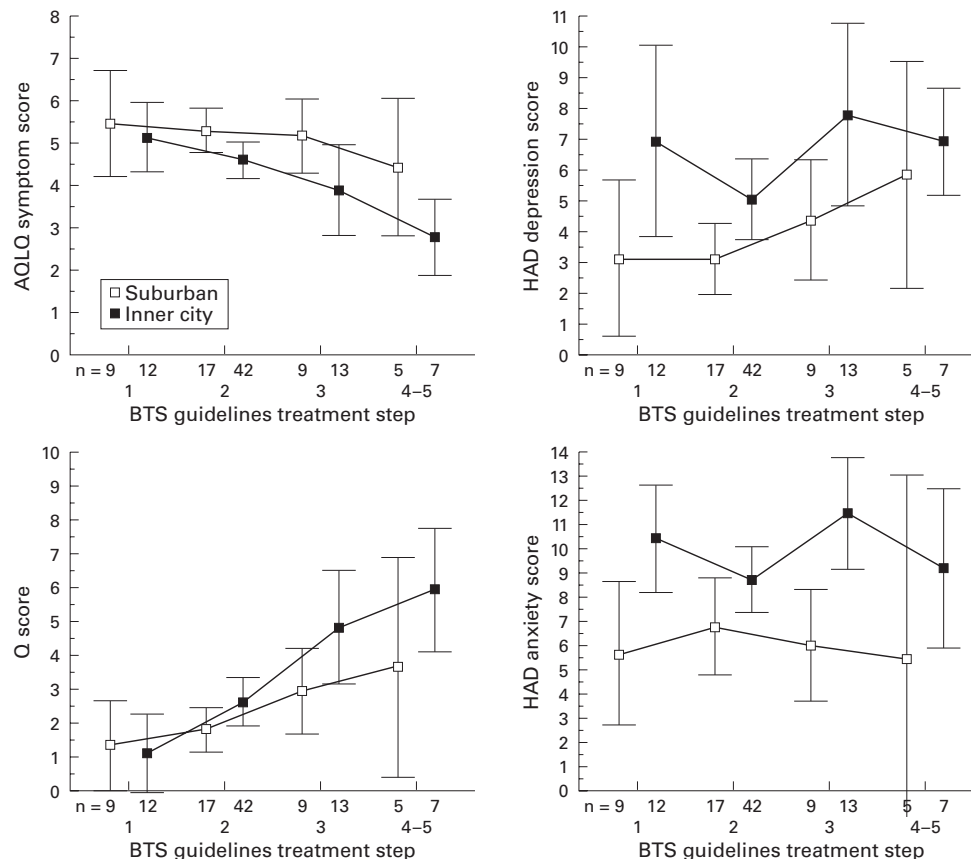 AQLQ symptom score
8
7
6
5
4
3
2
1
0
Suburban
Inner city
n = 9 12 17 42 9 13 5 7
1 2 3 4–5
BTS guidelines treatment step
HAD depression score
11
10
9
8
7
6
5
4
3
2
1
0
n = 9 12 17 42 9 13 5 7
1 2 3 4–5
BTS guidelines treatment step
Q score
10
9
8
7
6
5
4
3
2
1
0
n = 9 12 17 42 9 13 5 7
1 2 3 4–5
BTS guidelines treatment step
HAD anxiety score
14
13
12
11
10
9
8
7
6
5
4
3
2
1
0
n = 9 12 17 42 9 13 5 7
1 2 3 4–5
BTS guidelines treatment step